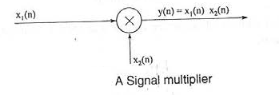 x₁(n)
y(n) = x₁(n) x₂(n)
x₂(n)
A Signal multiplier